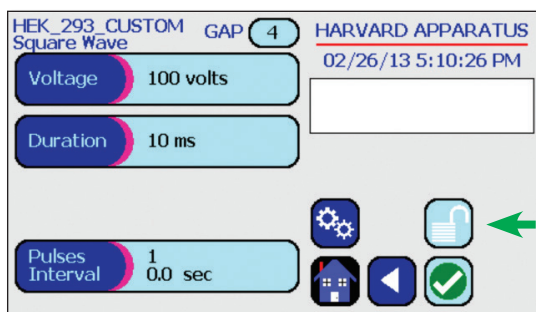 HEK_293_CUSTOM
Square Wave
GAP 4
HARVARD APPARATUS
02/26/13 5:10:26 PM
Voltage 100 volts
Duration 10 ms
Pulses 1
Interval 0.0 sec